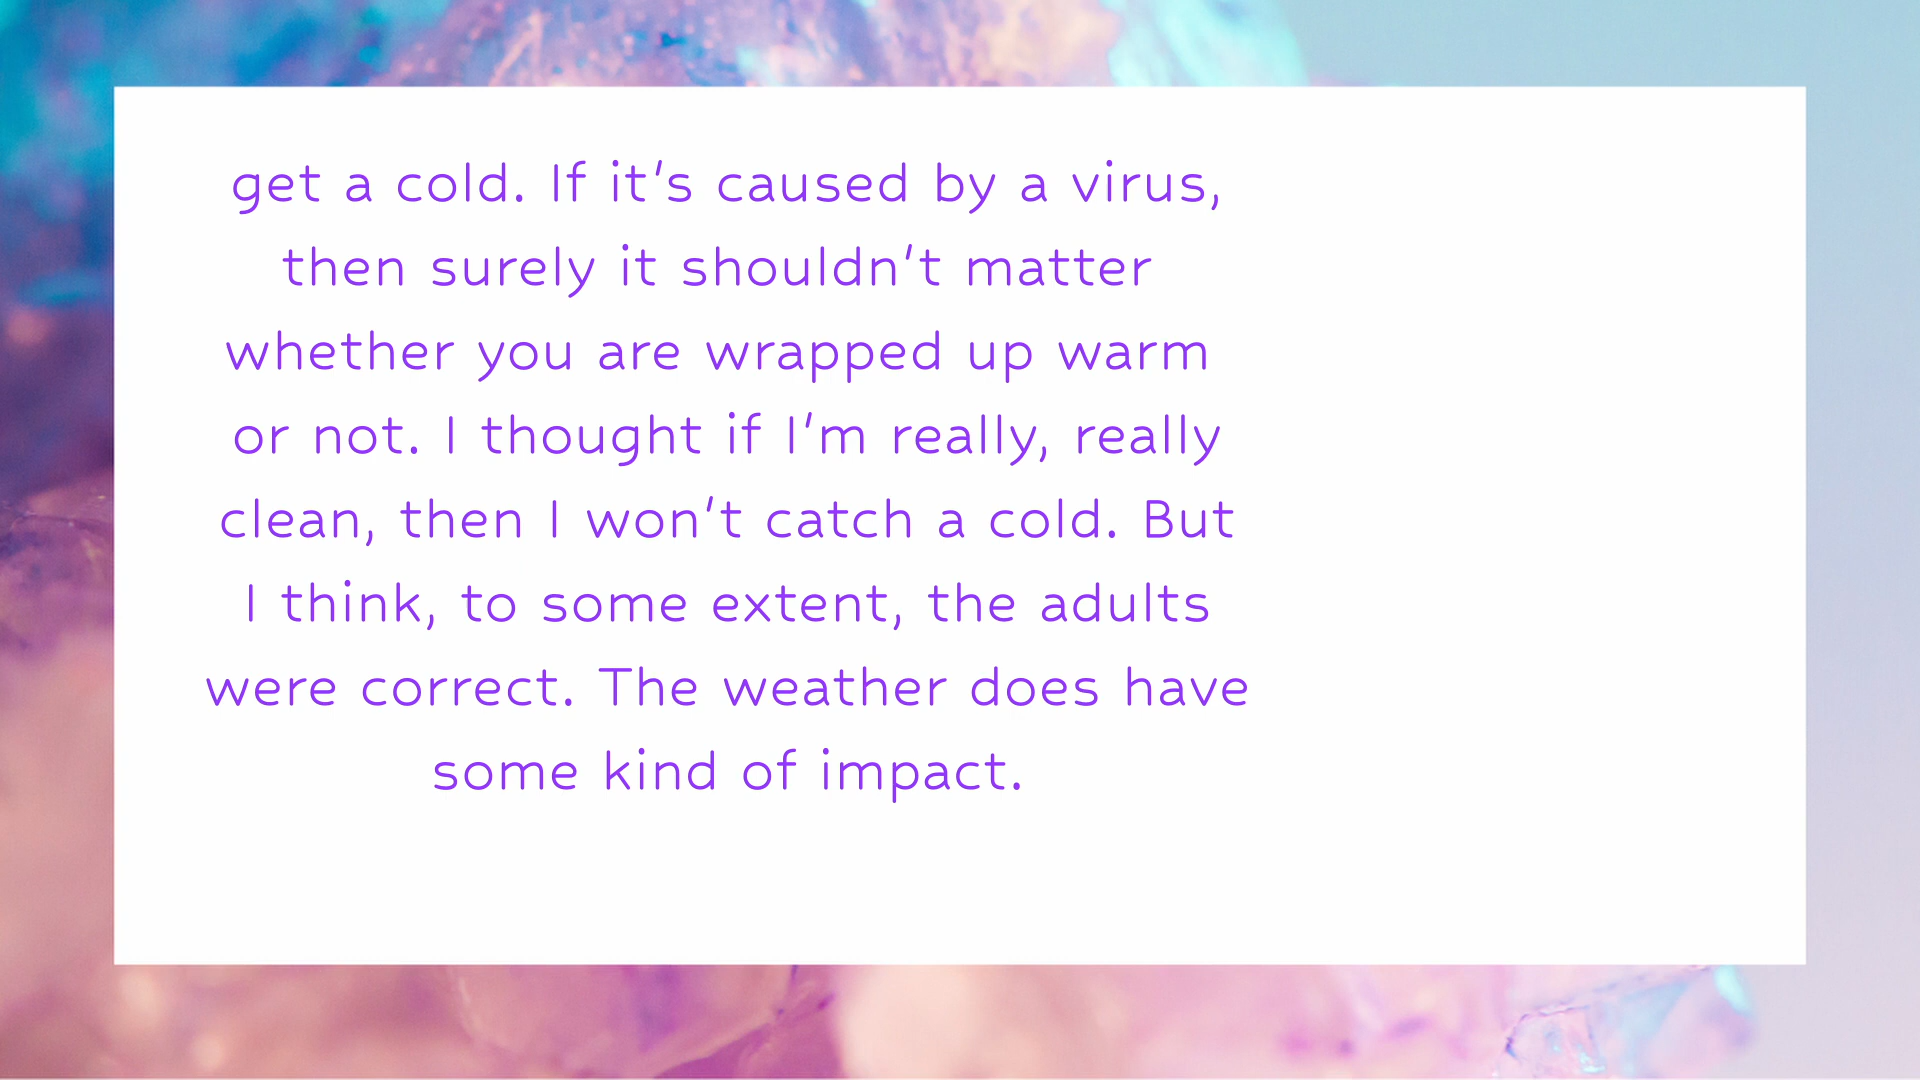 get a cold. If it's caused by a virus,
then surely it shouldn't matter
whether you are wrapped up warm
or not. I thought if I'm really, really
clean, then I won't catch a cold. But
I think, to some extent, the adults
were correct. The weather does have
some kind of impact.